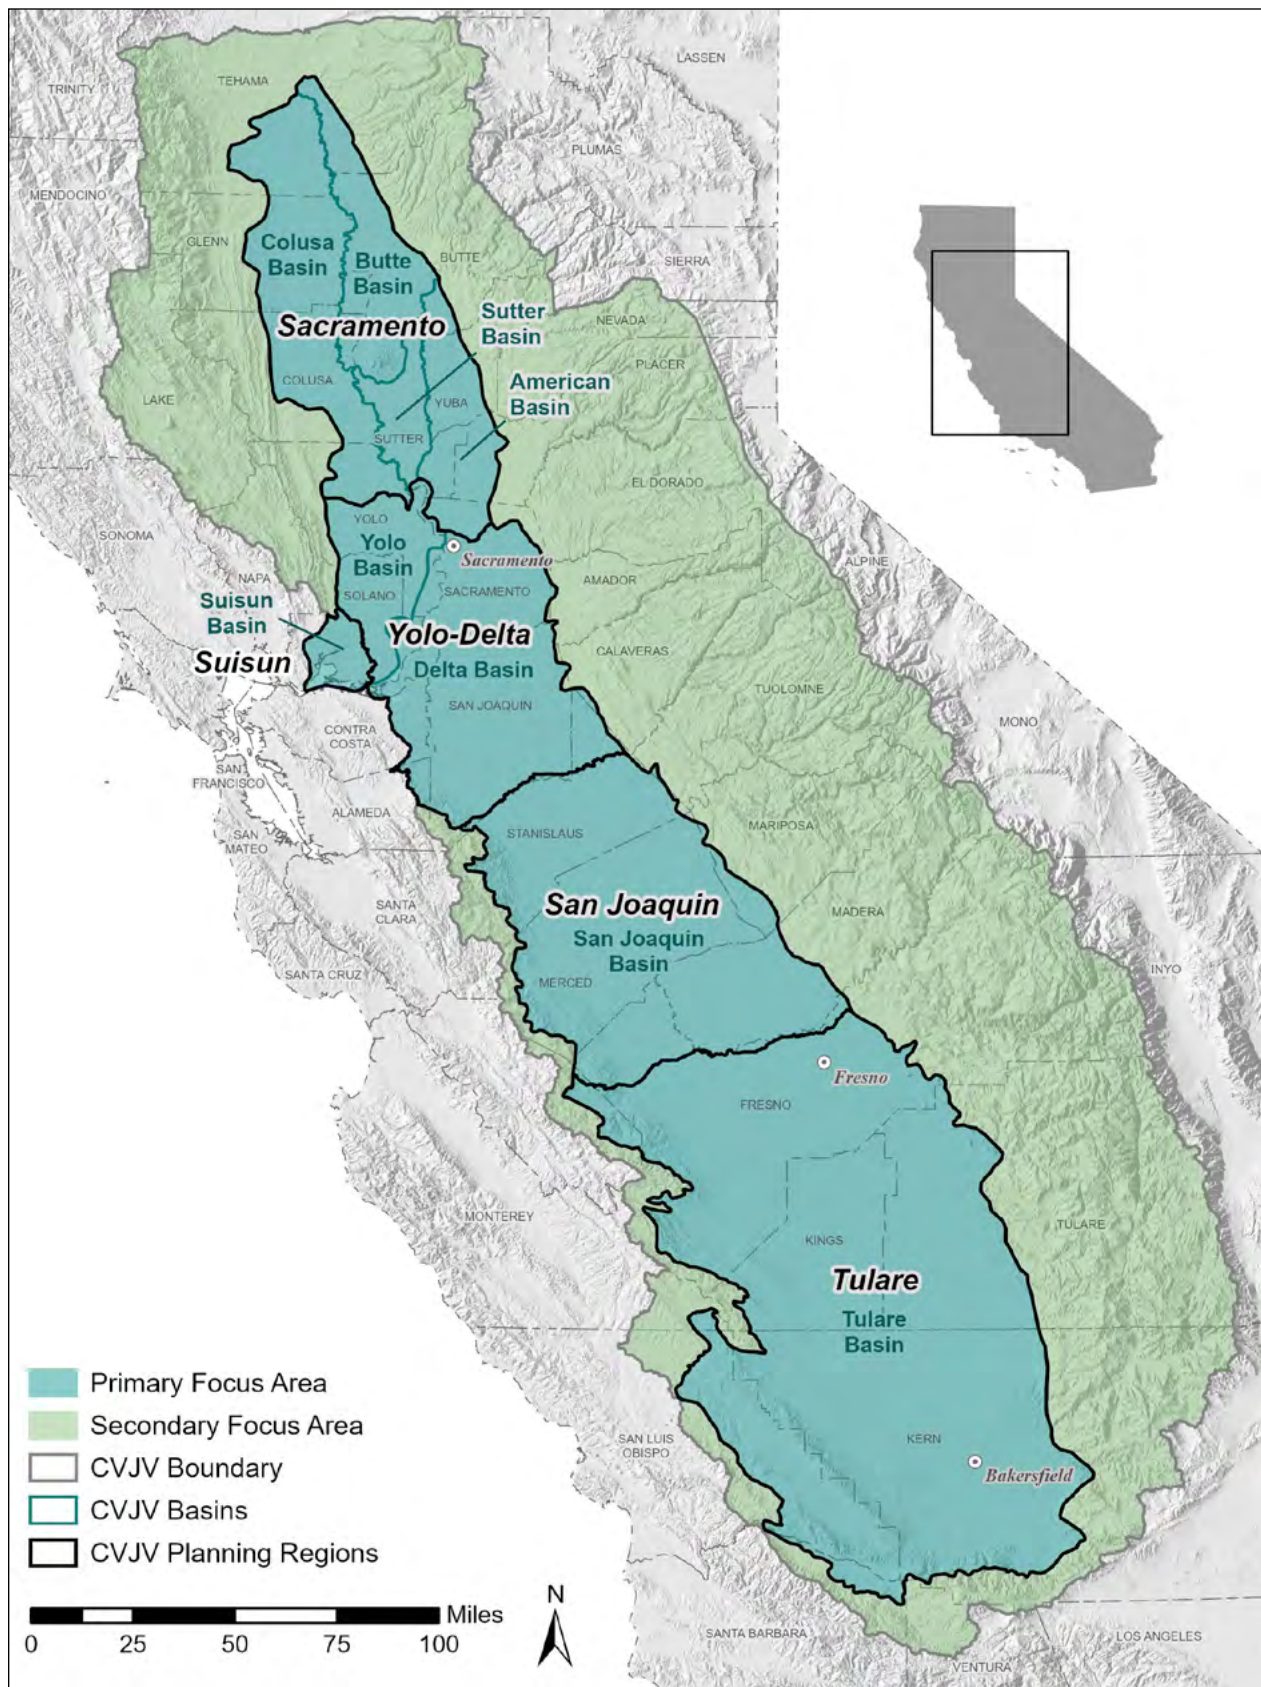 LASSEN
TEHAMA
TRINITY
PLUMAS
MENDOCINO
GLENN
Colusa
Basin
Butte
Basin
BUTTE
SIERRA
Sacramento
Sutter
Basin
NEVADA
PLACER
COLUSA
LAKE
American
Basin
YUBA
SUTTER
EL DORADO
YOLO
SONOMA
Yolo
Basin
Sacramento
ALPINE
NAPA
AMADOR
SOLANO
SACRAMENTO
Suisun
Basin
Yolo-Delta
Suisun
CALAVERAS
Delta Basin
TUOLOMNE
SAN JOAQUIN
MONO
CONTRA
COSTA
SAN
FRANCISCO
ALAMEDA
STANISLAUS
MARIPOSA
SAN
MATEO
San Joaquin
SANTA
CLARA
MADERA
San Joaquin
Basin
SANTA CRUZ
INYO
MERCED
Fresno
FRESNO
MONTEREY
TULARE
KINGS
Tulare
Tulare
Basin
SAN LUIS
OBISPO
KERN
Bakersfield
Primary Focus Area
Secondary Focus Area
CVJV Boundary
CVJV Basins
CVJV Planning Regions
N
Miles
0 25 50 75 100
SANTA BARBARA
LOS ANGELES
VENTURA